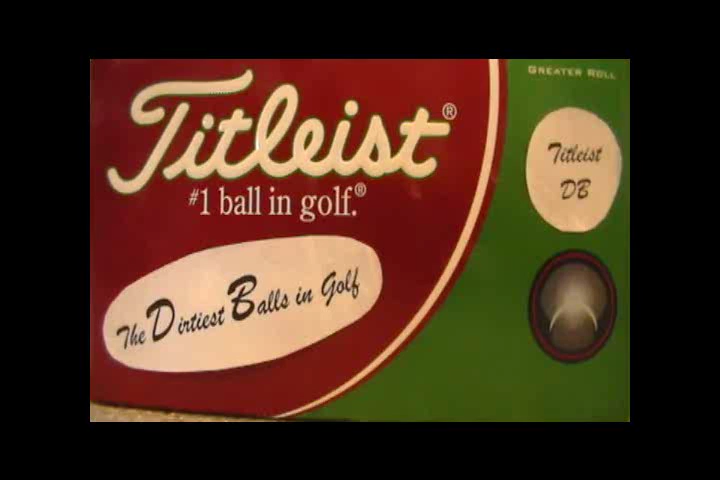 GREATER ROLL
Titleist®
#1 ball in golf.®
Titleist
DB
The Dirtiest Balls in Golf